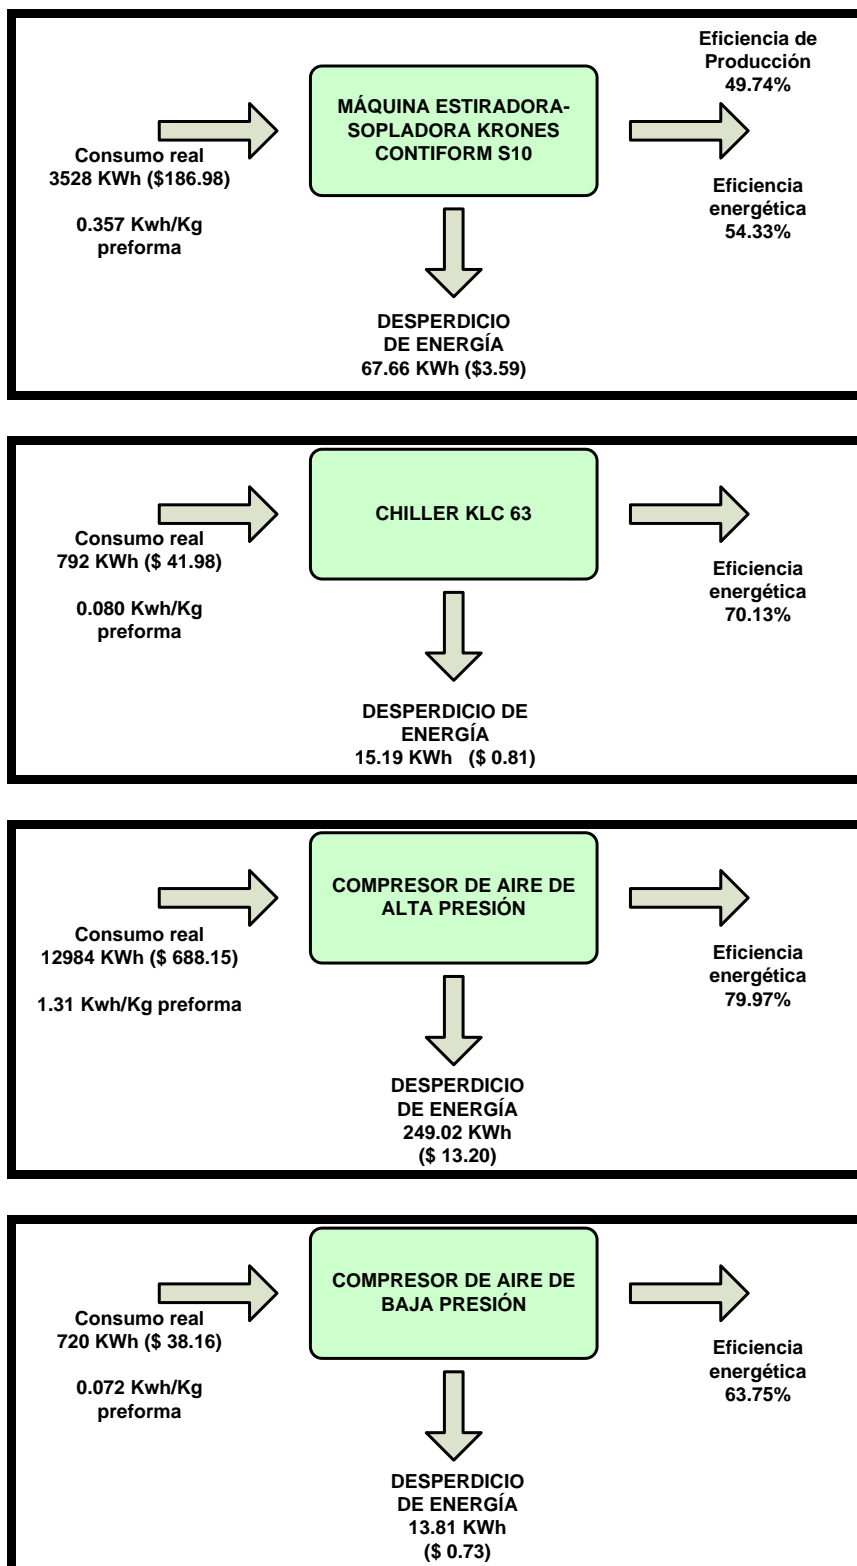 Eficiencia de
Producción
49.74%
MÁQUINA ESTIRADORA-
SOPLADORA KRONES
CONTIFORM S10
Consumo real
3528 KWh ($186.98)
0.357 Kwh/Kg
preforma
Eficiencia
energética
54.33%
DESPERDICIO
DE ENERGÍA
67.66 KWh ($3.59)
CHILLER KLC 63
Consumo real
792 KWh ($ 41.98)
0.080 Kwh/Kg
preforma
Eficiencia
energética
70.13%
DESPERDICIO DE
ENERGÍA
15.19 KWh ($ 0.81)
COMPRESOR DE AIRE DE
ALTA PRESIÓN
Consumo real
12984 KWh ($ 688.15)
1.31 Kwh/Kg preforma
Eficiencia
energética
79.97%
DESPERDICIO
DE ENERGÍA
249.02 KWh
($ 13.20)
COMPRESOR DE AIRE DE
BAJA PRESIÓN
Consumo real
720 KWh ($ 38.16)
0.072 Kwh/Kg
preforma
Eficiencia
energética
63.75%
DESPERDICIO
DE ENERGÍA
13.81 KWh
($ 0.73)